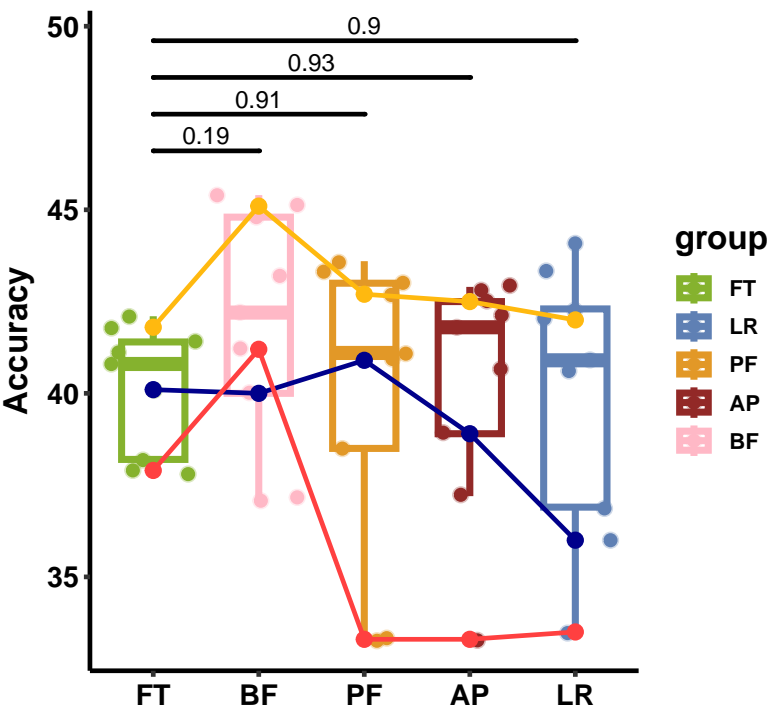 50
0.9
0.93
0.91
0.19
45
40
35
Accuracy
FT BF PF AP LR
group
FT
LR
PF
AP
BF